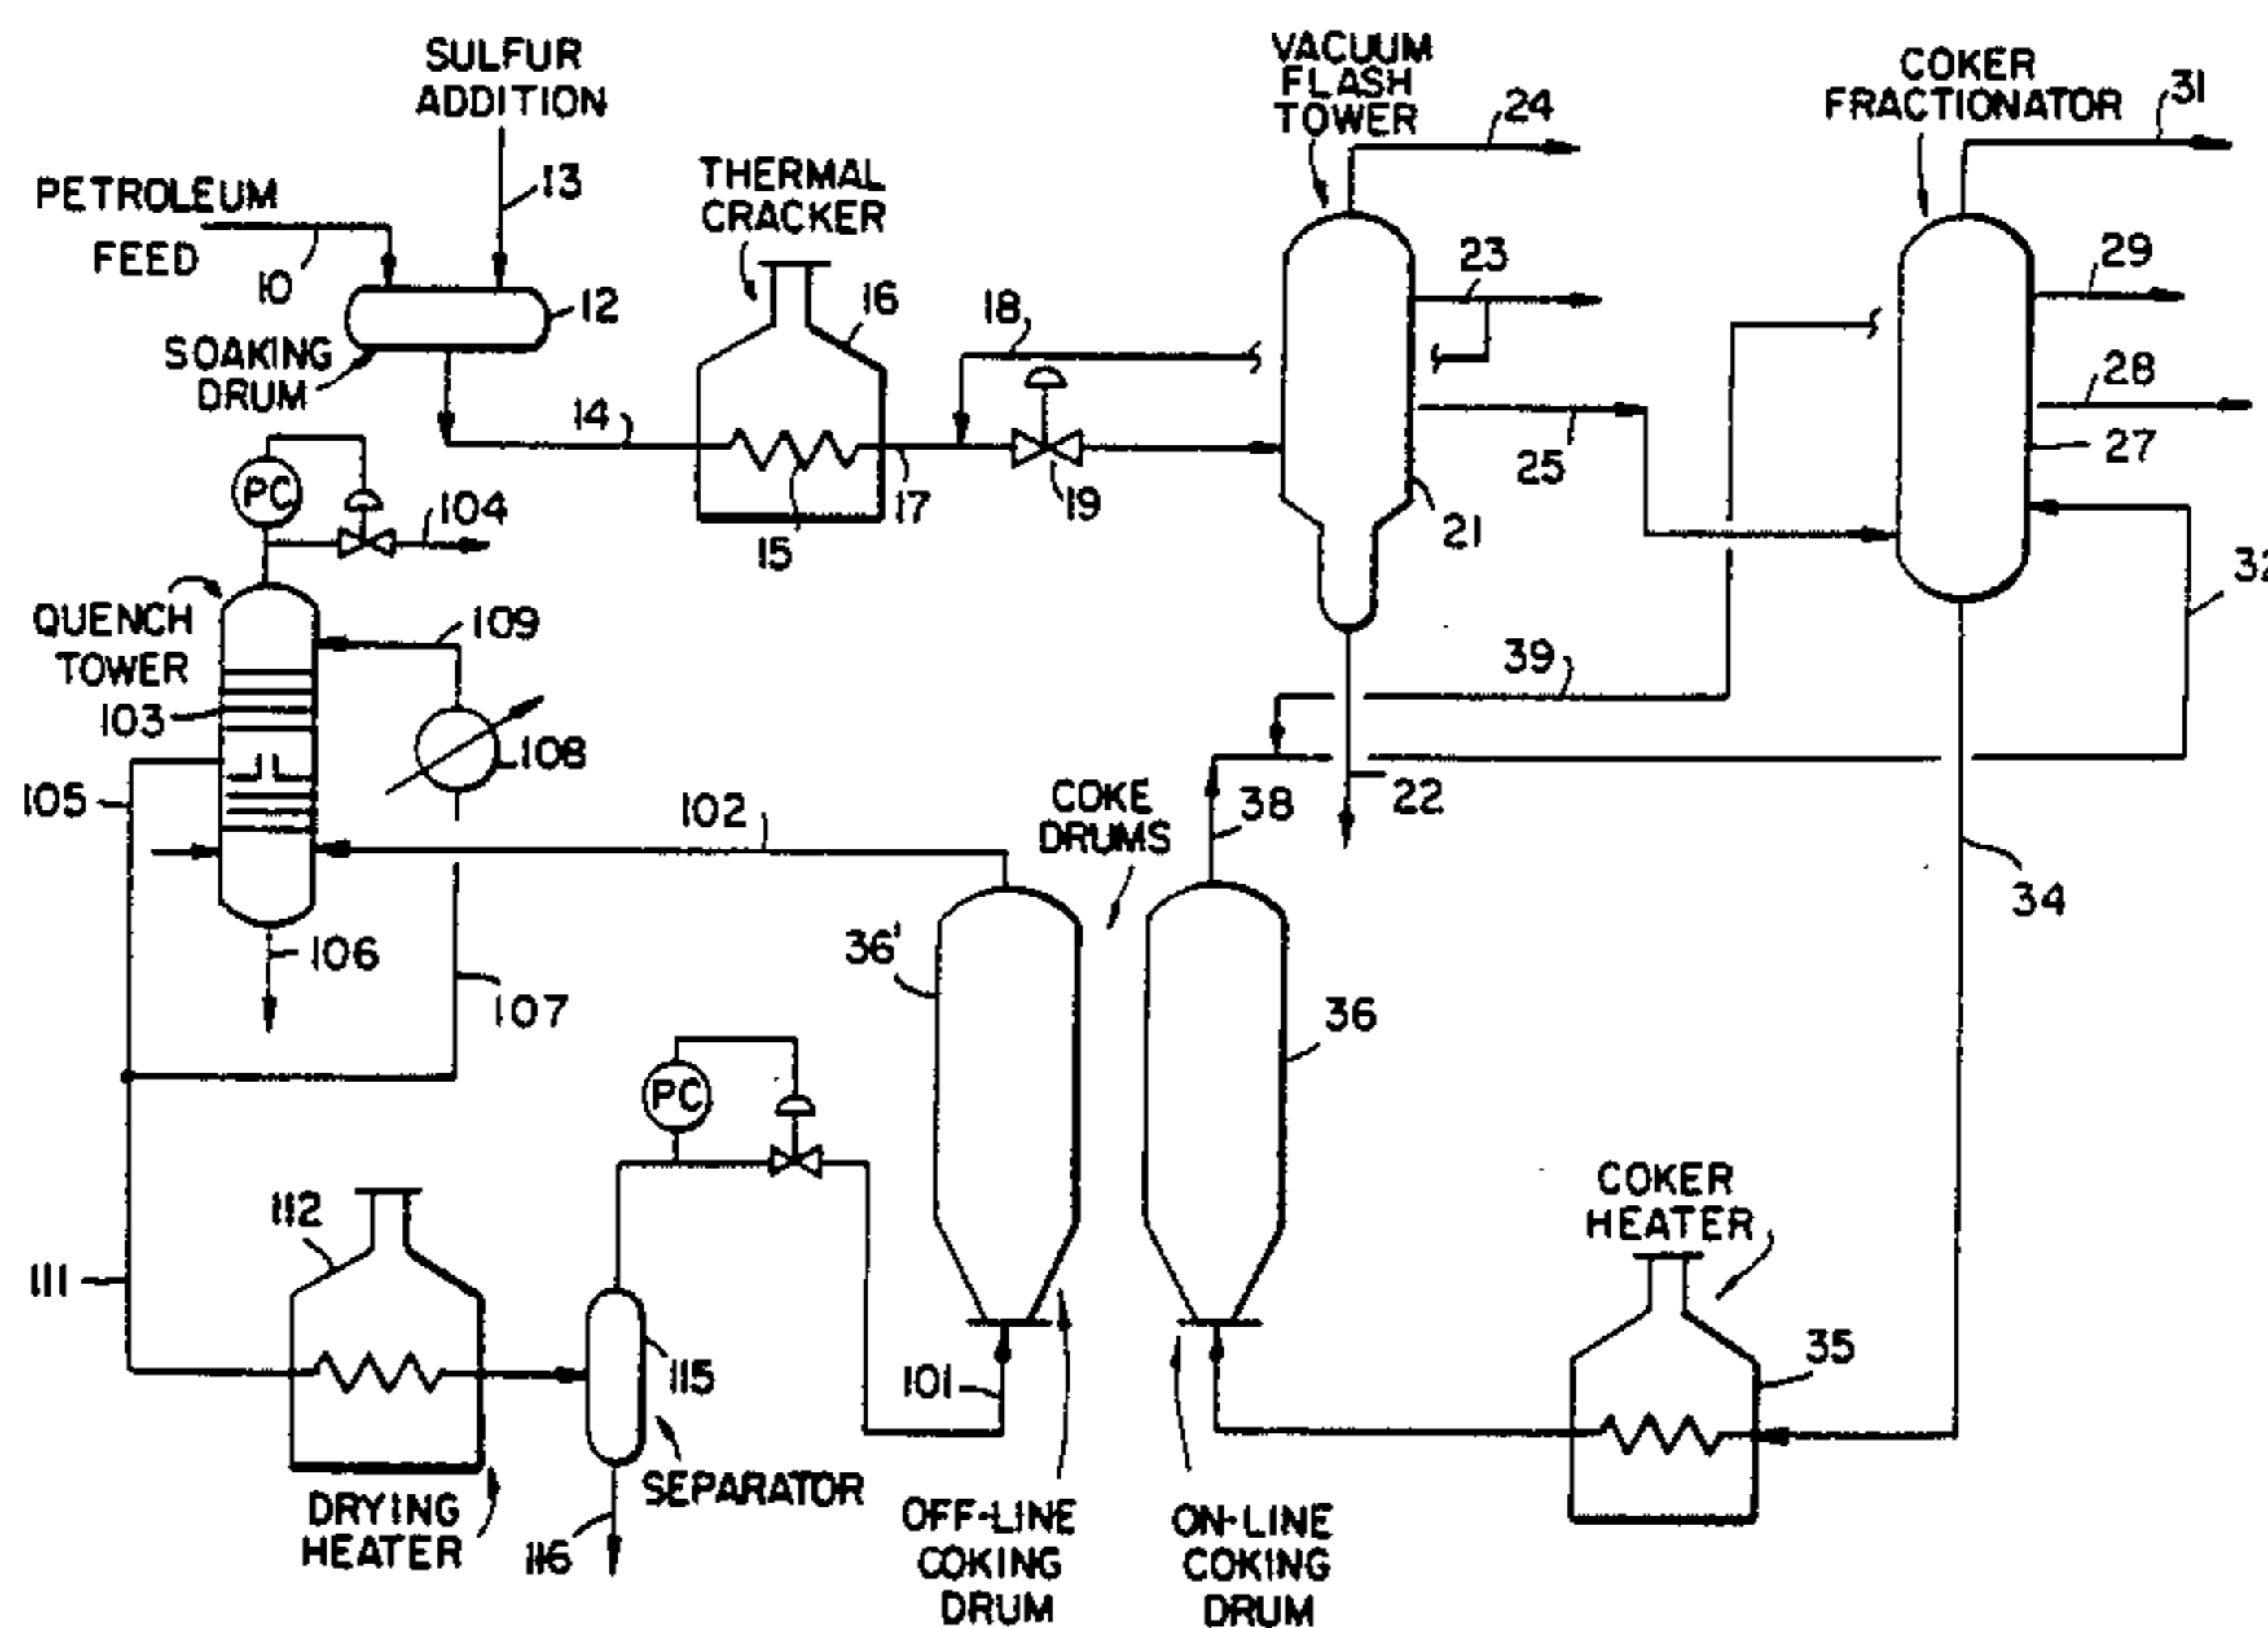 SULFUR
ADDITION
13
PETROLEUM
FEED
10
12
SOAKING
DRUM
THERMAL
CRACKER
16
14
15
17
18
19
VACUUM
FLASH
TOWER
24
23
25
21
22
COKER
FRACTIONATOR
31
29
28
27
34
39
38
PC
104
QUENCH
TOWER
109
103
108
105
102
106
107
COKE
DRUMS
36'
36
PC
112
111
115
101
SEPARATOR
116
DRYING
HEATER
OFF-LINE
COKING
DRUM
ON-LINE
COKING
DRUM
COKER
HEATER
35